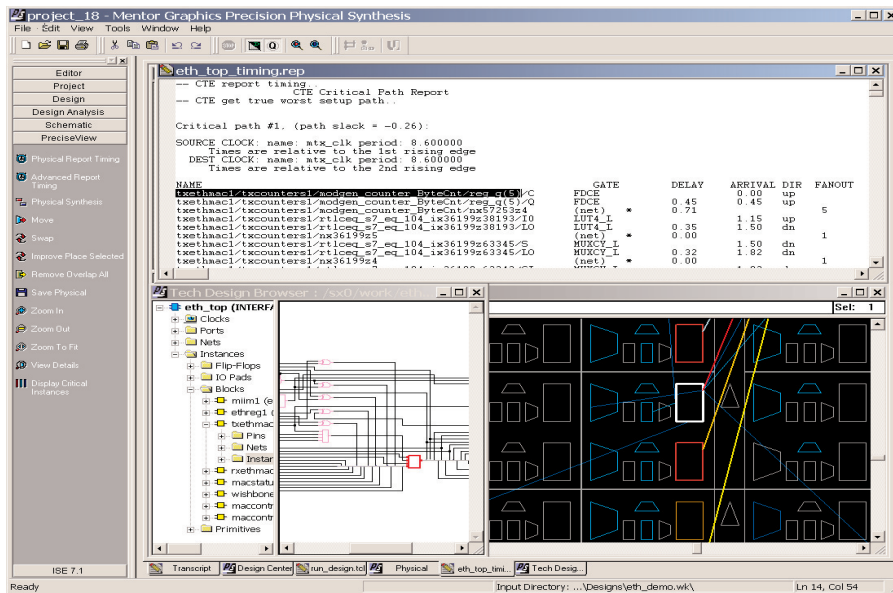 project_18 - Mentor Graphics Precision Physical Synthesis
File Edit View Tools Window Help
Editor
Project
Design
Design Analysis
Schematic
PreciseView
Physical Report Timing
Advanced Report
Timing
Physical Synthesis
Move
Swap
Improve Place Selected
Remove Overlap All
Save Physical
Zoom In
Zoom Out
Zoom To Fit
View Details
Display Critical
Instances
ISE 7.1
eth_top_timing.rep
-- CTE report timing..
CTE Critical Path Report
-- CTE get true worst setup path..
Critical path #1, (path slack = -0.26):
SOURCE CLOCK: name: mtx_clk period: 8.600000
Times are relative to the 1st rising edge
DEST CLOCK: name: mtx_clk period: 8.600000
Times are relative to the 2nd rising edge
NAME GATE DELAY ARRIVAL DIR FANOUT
txethmac1/txcounters1/modgen_counter_ByteCnt/reg_q(5)/C FDCE 0.00 up
txethmac1/txcounters1/modgen_counter_ByteCnt/reg_q(5)/Q FDCE 0.45 0.45 up
txethmac1/txcounters1/modgen_counter_ByteCnt/nx57253z4 (net) * 0.71 5
txethmac1/rtlceq_s7_eq_104_ix36199z38193/I0 LUT4_L 1.15 up
txethmac1/rtlceq_s7_eq_104_ix36199z38193/LO LUT4_L 0.35 1.50 dn
txethmac1/nx36199z5 (net) * 0.00 1
txethmac1/rtlceq_s7_eq_104_ix36199z63345/S MUXCY_L 1.50 dn
txethmac1/rtlceq_s7_eq_104_ix36199z63345/LO MUXCY_L 0.32 1.82 dn
txethmac1/nx36199z4 (net) * 0.00 1
Tech Design Browser : /sx0/work/eth
Sel: 1
eth_top (INTERFA
Clocks
Ports
Nets
Instances
Flip-Flops
IO Pads
Blocks
miim1 (e
ethreg1 (
txethmac
Pins
Nets
Instar
rxethmac
macstatu
wishbone
maccontr
maccontr
Primitives
Transcript Design Center run_design.tcl Physical eth_top_timi... Tech Desig...
Ready Input Directory: ...\Designs\eth_demo.wk\ Ln 14, Col 54